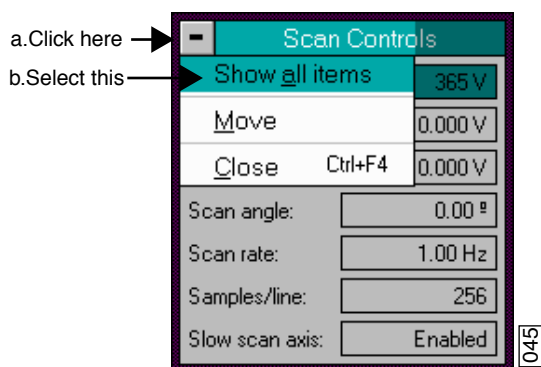 a.Click here
Scan Controls
b.Select this
Show all items
365 V
Move
0.000 V
Close Ctrl+F4
0.000 V
Scan angle: 0.00 º
Scan rate: 1.00 Hz
Samples/line: 256
Slow scan axis: Enabled
045